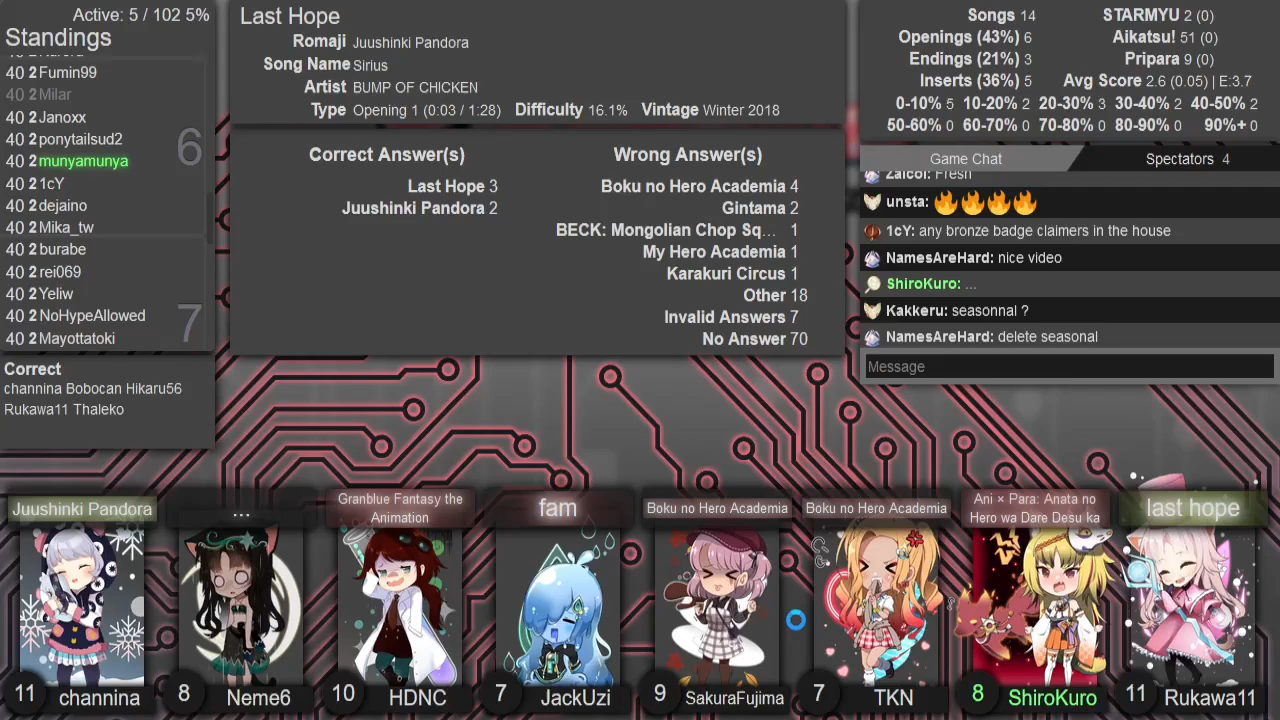 Active: 5 / 102 5%
Standings
40 2 Fumin99
40 2 Milar
40 2 Janoxx
40 2 ponytailsud2
6
40 2 munyamunya
40 2 1cY
40 2 dejaino
40 2 Mika_tw
40 2 burabe
40 2 rei069
40 2 Yeliw
40 2 NoHypeAllowed
7
40 2 Mayottatoki
Correct
channina Bobocan Hikaru56
Rukawa11 Thaleko
Last Hope
Romaji Juushinki Pandora
Song Name Sirius
Artist BUMP OF CHICKEN
Type Opening 1 (0:03 / 1:28) Difficulty 16.1% Vintage Winter 2018
Correct Answer(s)
Last Hope 3
Juushinki Pandora 2
Wrong Answer(s)
Boku no Hero Academia 4
Gintama 2
BECK: Mongolian Chop Sq... 1
My Hero Academia 1
Karakuri Circus 1
Other 18
Invalid Answers 7
No Answer 70
Songs 14 STARMYU 2 (0)
Openings (43%) 6 Aikatsu! 51 (0)
Endings (21%) 3 Pripara 9 (0)
Inserts (36%) 5 Avg Score 2.6 (0.05) | E:3.7
0-10% 5 10-20% 2 20-30% 3 30-40% 2 40-50% 2
50-60% 0 60-70% 0 70-80% 0 80-90% 0 90%+ 0
Game Chat Spectators 4
Zalcol: Fresh
unsta: 🔥🔥🔥🔥
1cY: any bronze badge claimers in the house
NamesAreHard: nice video
ShiroKuro: ...
Kakkeru: seasonnal ?
NamesAreHard: delete seasonal
Message
Juushinki Pandora
...
Granblue Fantasy the
Animation
fam
Boku no Hero Academia
Boku no Hero Academia
Ani × Para: Anata no
Hero wa Dare Desu ka
last hope
11 channina
8 Neme6
10 HDNC
7 JackUzi
9 SakuraFujima
7 TKN
8 ShiroKuro
11 Rukawa11